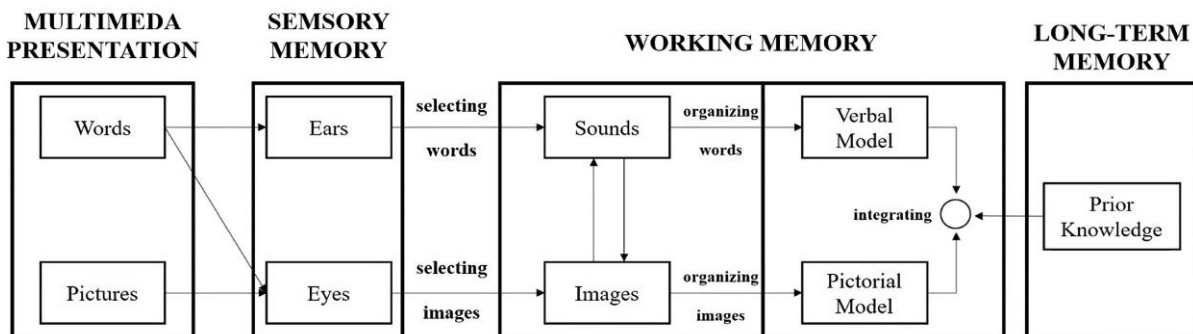 MULTIMEDA
PRESENTATION
SEMSORY
MEMORY
WORKING MEMORY
LONG-TERM
MEMORY
Words
Ears
selecting
words
Sounds
organizing
words
Verbal
Model
integrating
Prior
Knowledge
Pictures
Eyes
selecting
images
Images
organizing
images
Pictorial
Model